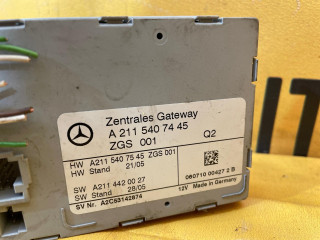 Zentrales Gateway
A 211 540 74 45
ZGS 001 Q2
HW A211 540 75 45 ZGS 001
HW Stand 21/05
SW A211 442 00 27
SW Stand 28/05
SV Nr. A2C53142874
060710 00427 2 B
12V Made in Germany